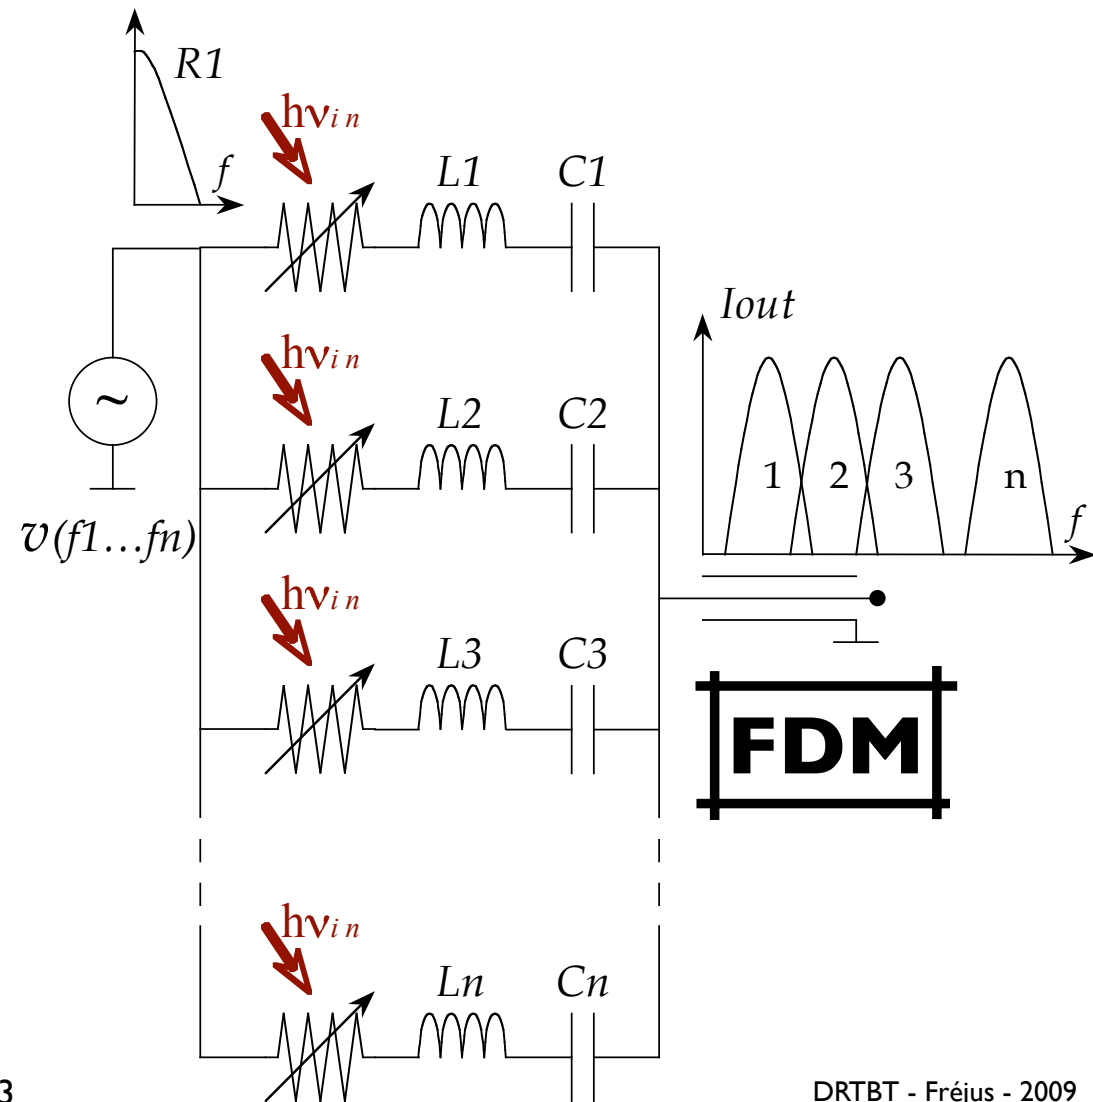 R1
f
hνin
L1
C1
Iout
hνin
L2
C2
~
1 2 3 n
f
v(f1…fn)
hνin
L3
C3
FDM
hνin
Ln
Cn
3
DRTBT - Fréjus - 2009